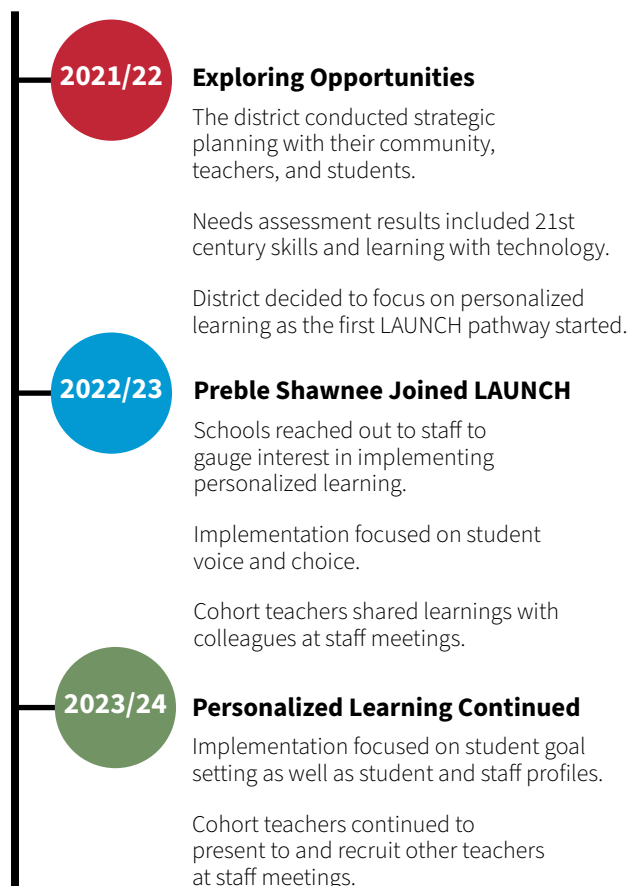 2021/22
Exploring Opportunities
The district conducted strategic
planning with their community,
teachers, and students.
Needs assessment results included 21st
century skills and learning with technology.
District decided to focus on personalized
learning as the first LAUNCH pathway started.
2022/23
Preble Shawnee Joined LAUNCH
Schools reached out to staff to
gauge interest in implementing
personalized learning.
Implementation focused on student
voice and choice.
Cohort teachers shared learnings with
colleagues at staff meetings.
2023/24
Personalized Learning Continued
Implementation focused on student goal
setting as well as student and staff profiles.
Cohort teachers continued to
present to and recruit other teachers
at staff meetings.